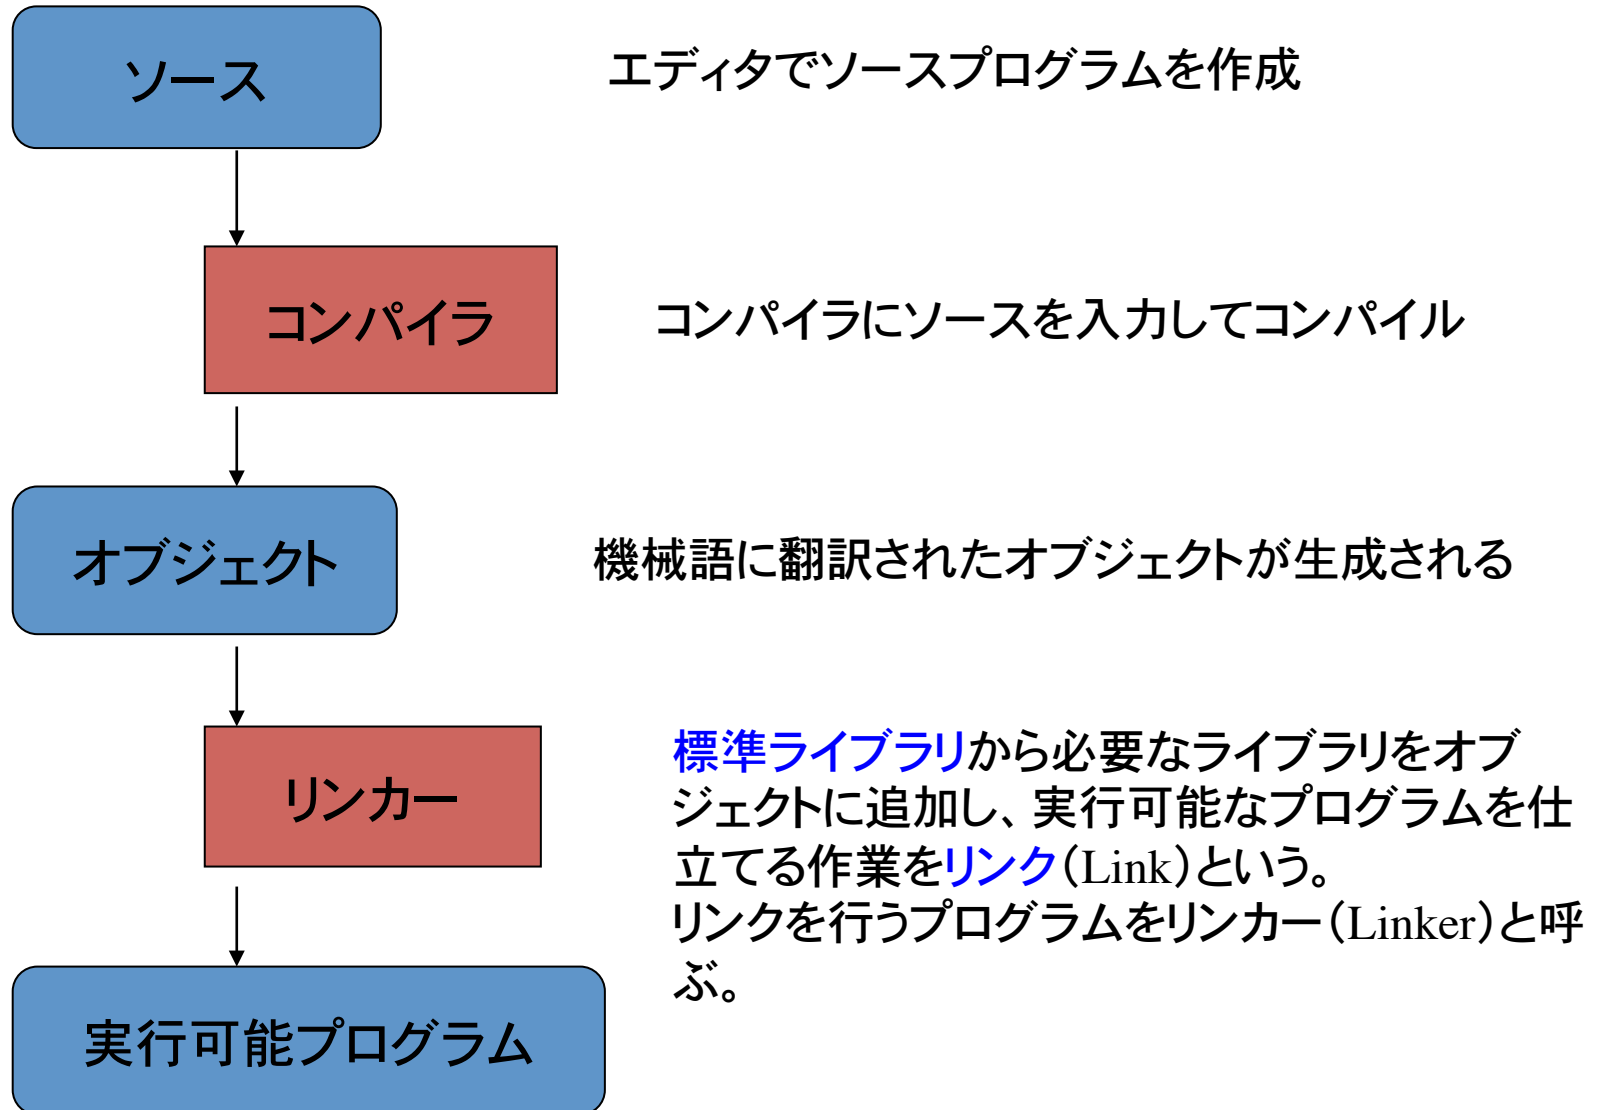 ソース
エディタでソースプログラムを作成
コンパイラ
コンパイラにソースを入力してコンパイル
オブジェクト
機械語に翻訳されたオブジェクトが生成される
リンカー
標準ライブラリから必要なライブラリをオブ
ジェクトに追加し、実行可能なプログラムを仕
立てる作業をリンク(Link)という。
リンクを行うプログラムをリンカー(Linker)と呼
ぶ。
実行可能プログラム